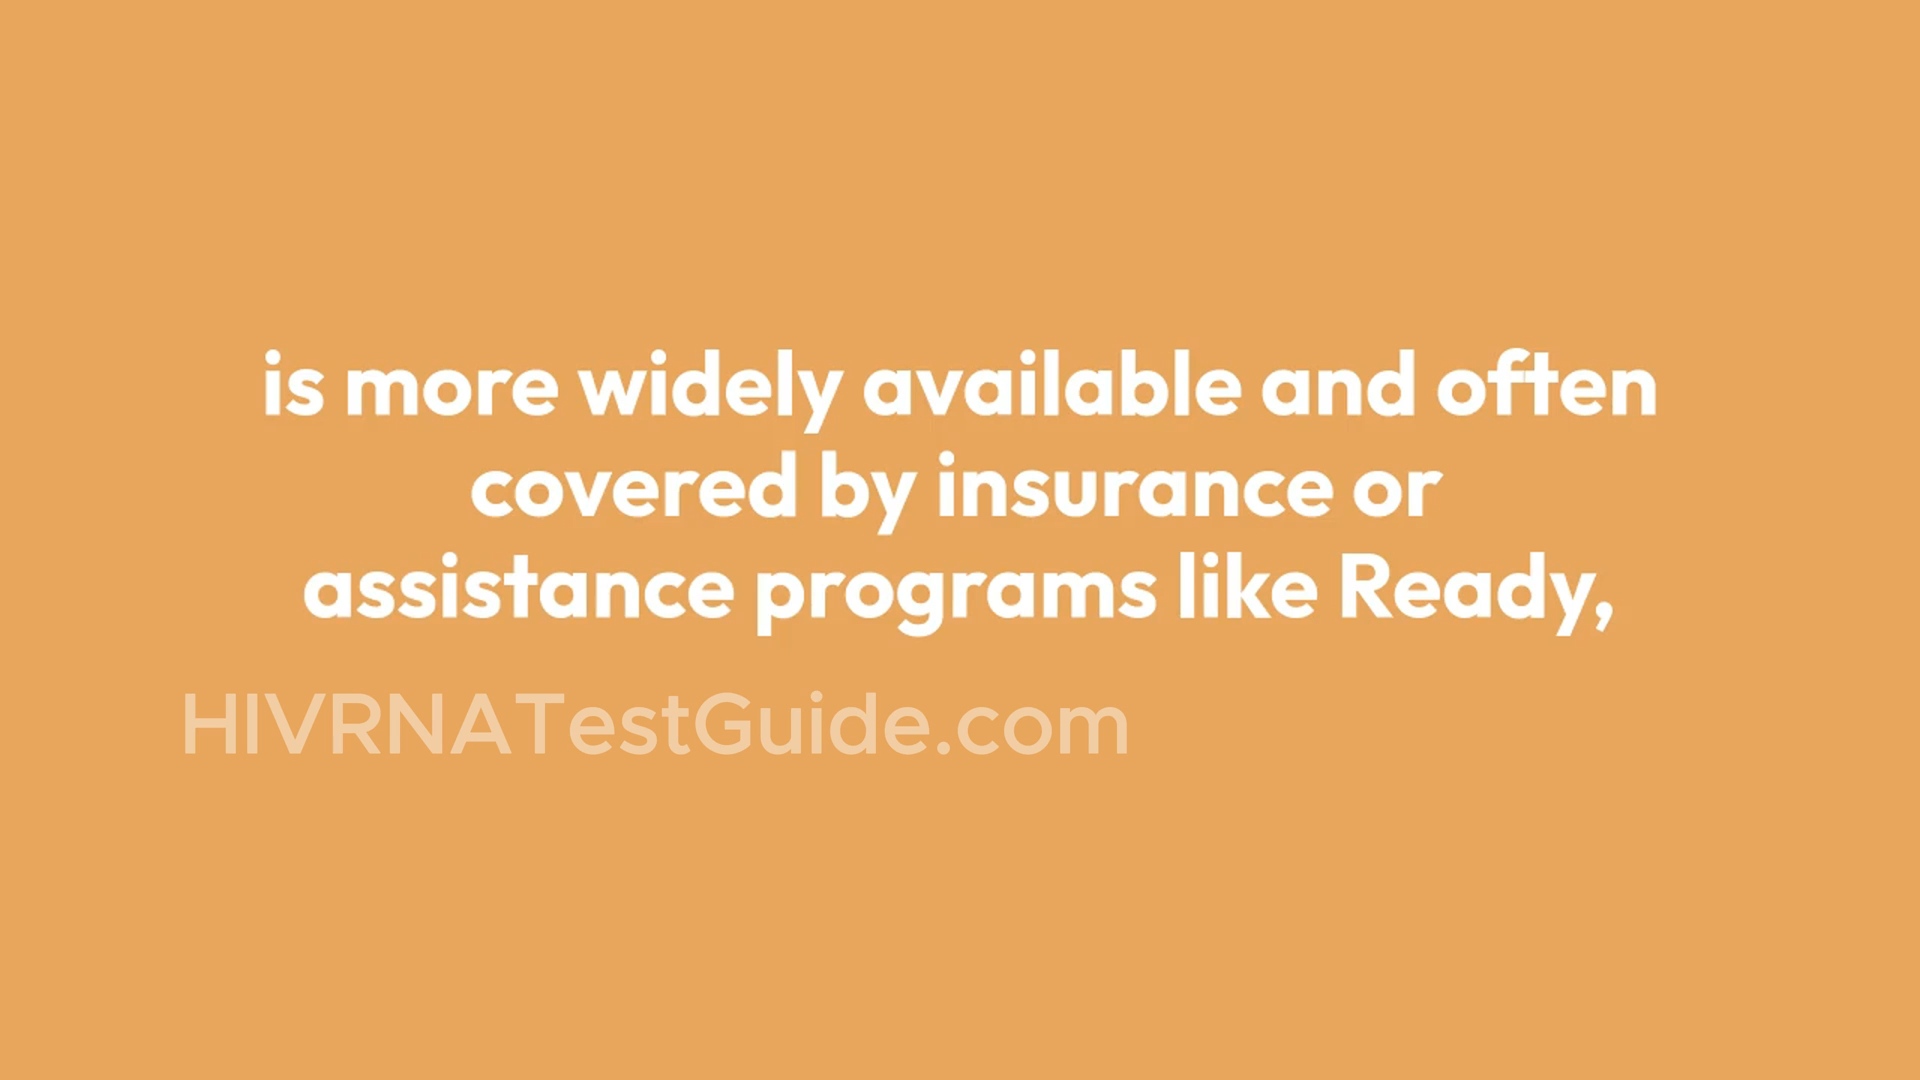 is more widely available and often
covered by insurance or
assistance programs like Ready,
HIVRNATestGuide.com